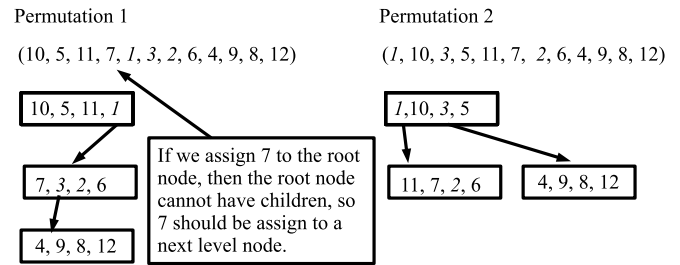 Permutation 1
(10, 5, 11, 7, 1, 3, 2, 6, 4, 9, 8, 12)
10, 5, 11, 1
7, 3, 2, 6
4, 9, 8, 12
If we assign 7 to the root
node, then the root node
cannot have children, so
7 should be assign to a
next level node.
Permutation 2
(1, 10, 3, 5, 11, 7, 2, 6, 4, 9, 8, 12)
1,10, 3, 5
11, 7, 2, 6
4, 9, 8, 12